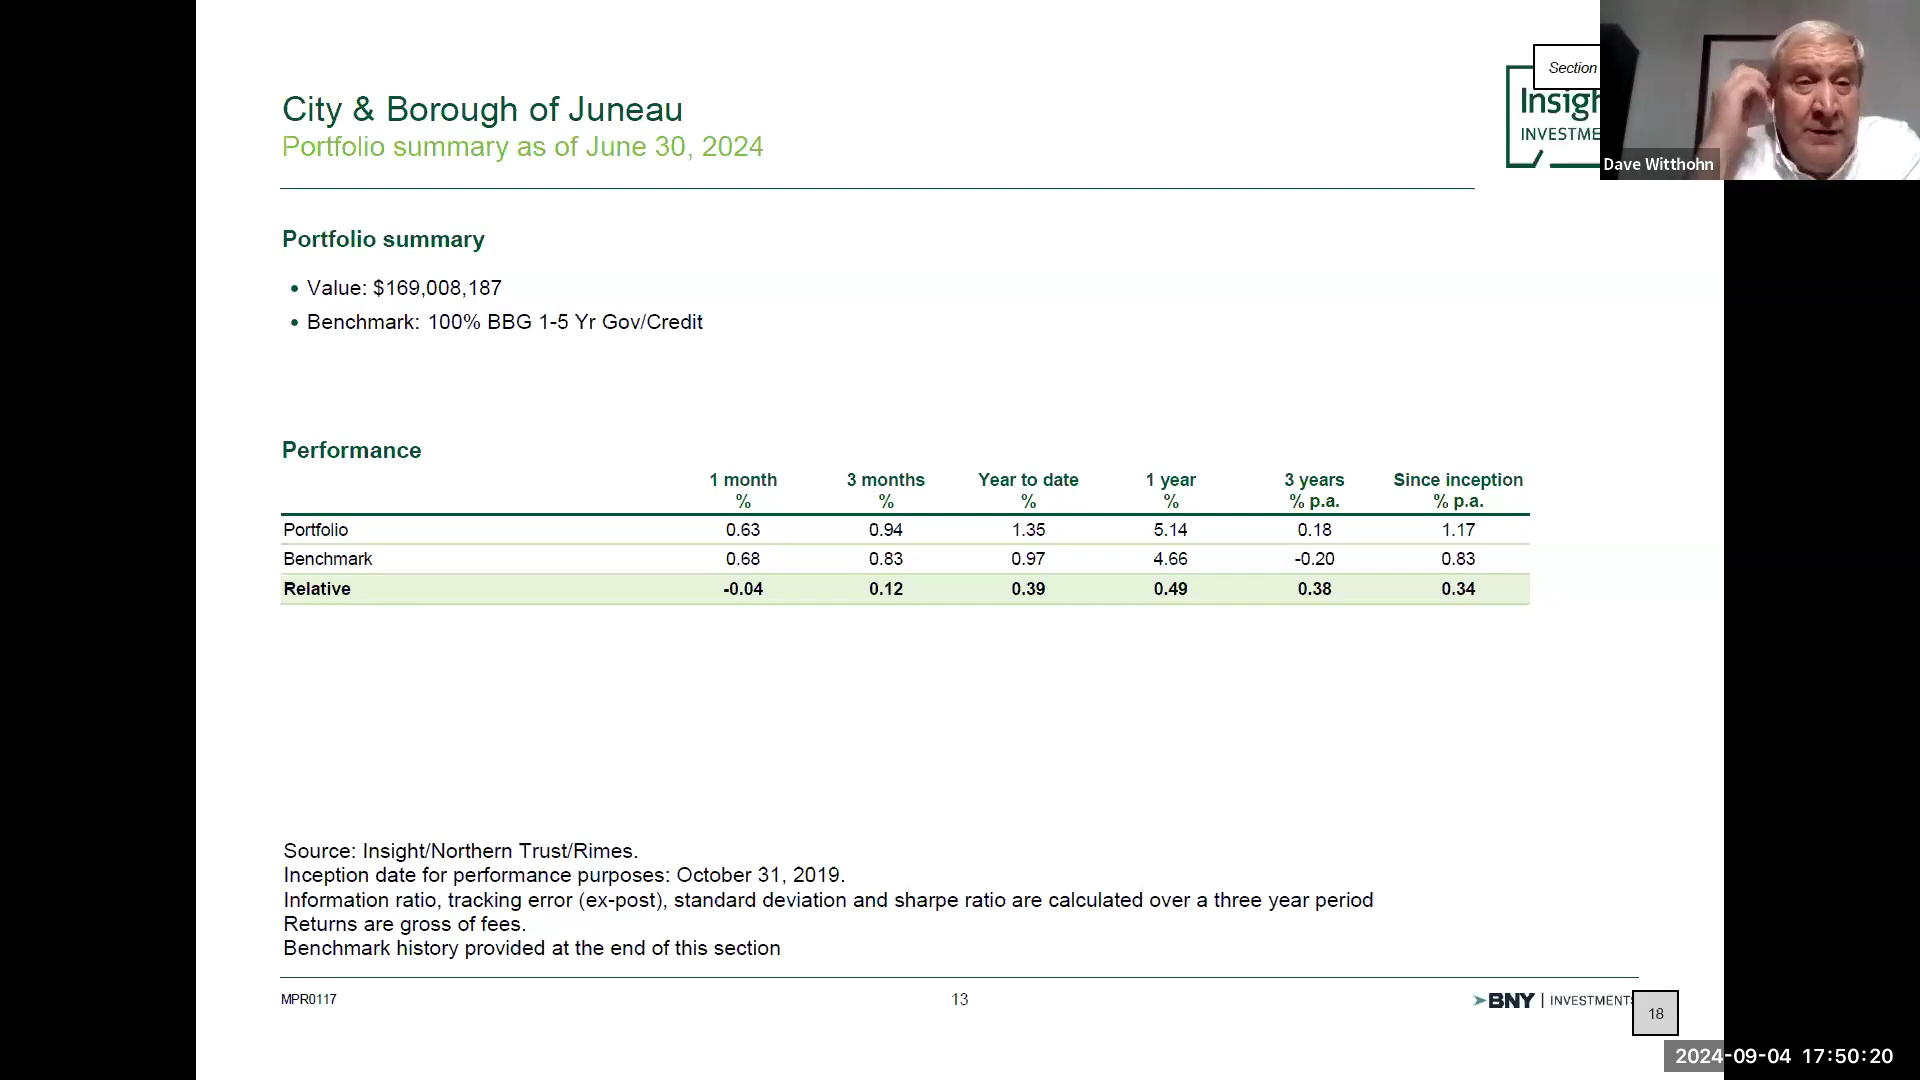 City & Borough of Juneau
Portfolio summary as of June 30, 2024
Section
Insigh
INVESTME
Dave Witthohn
Portfolio summary
• Value: $169,008,187
• Benchmark: 100% BBG 1-5 Yr Gov/Credit
Performance
1 month 3 months Year to date 1 year 3 years Since inception
% % % % % p.a. % p.a.
Portfolio 0.63 0.94 1.35 5.14 0.18 1.17
Benchmark 0.68 0.83 0.97 4.66 -0.20 0.83
Relative -0.04 0.12 0.39 0.49 0.38 0.34
Source: Insight/Northern Trust/Rimes.
Inception date for performance purposes: October 31, 2019.
Information ratio, tracking error (ex-post), standard deviation and sharpe ratio are calculated over a three year period
Returns are gross of fees.
Benchmark history provided at the end of this section
MPR0117 13 BNY | INVESTMENTS
18
2024-09-04 17:50:20